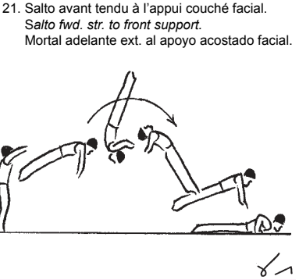 21. Salto avant tendu à l'appui couché facial.
Salto fwd. str. to front support.
Mortal adelante ext. al apoyo acostado facial.